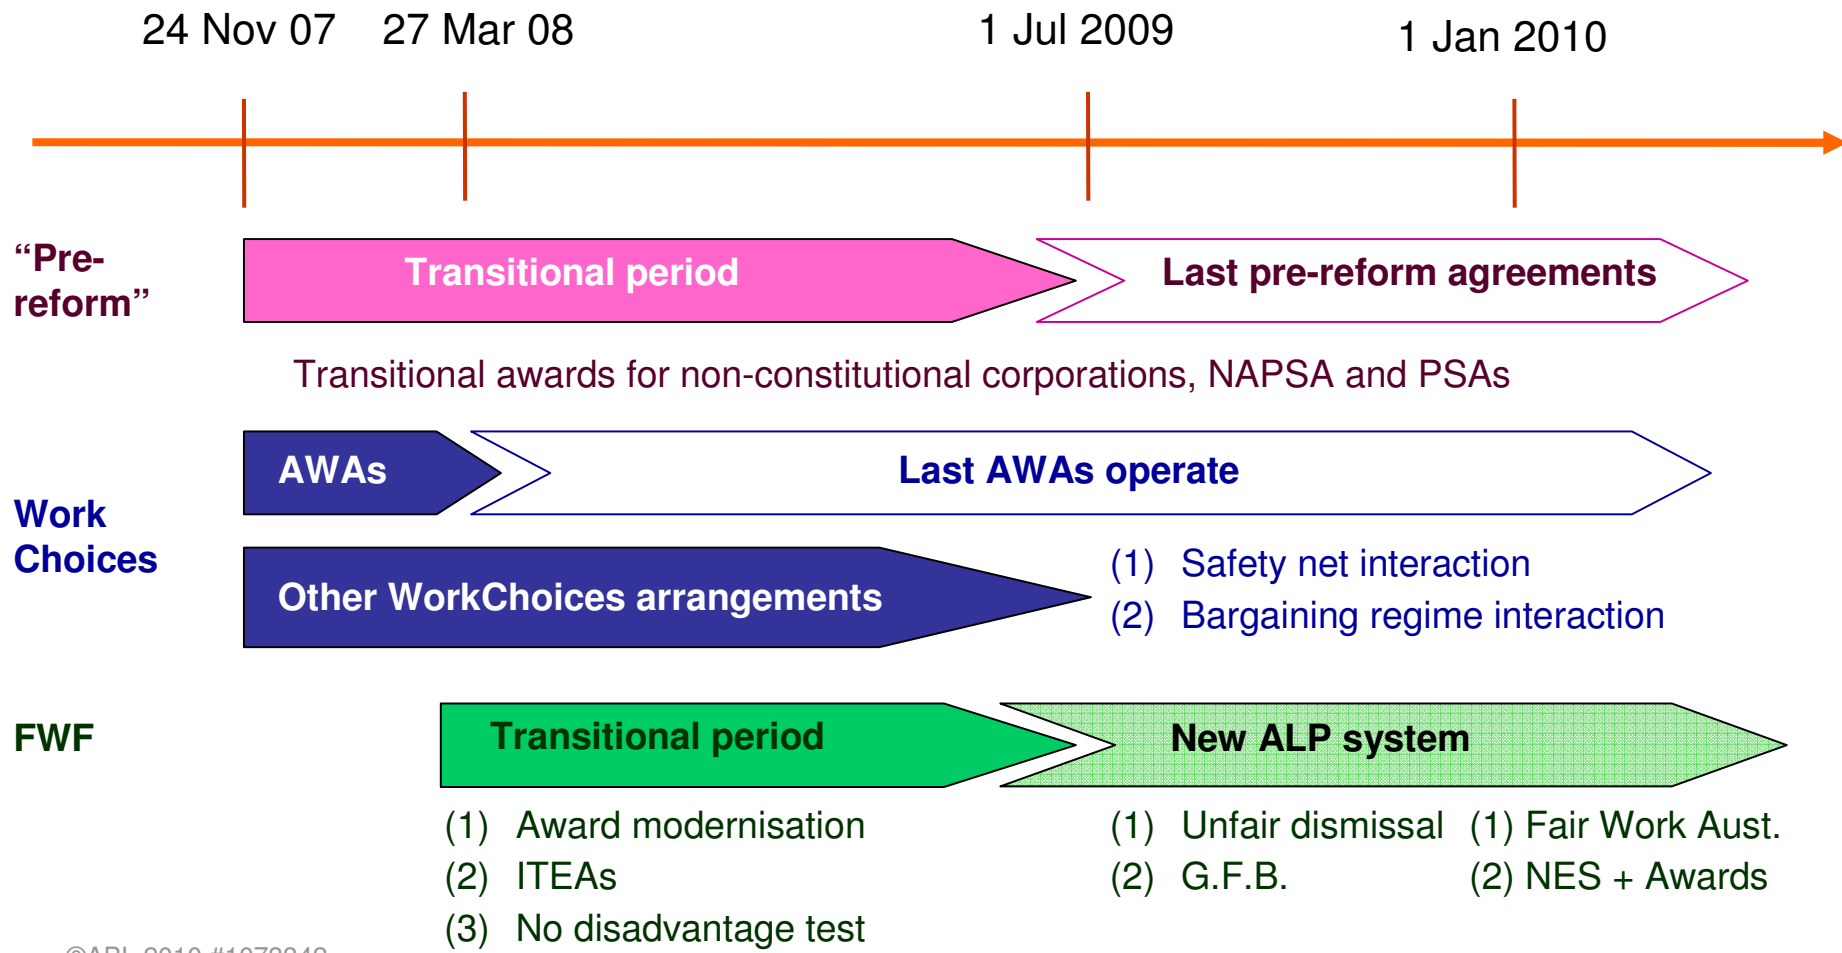 24 Nov 07 27 Mar 08 1 Jul 2009 1 Jan 2010
“Pre-
reform”
Transitional period
Last pre-reform agreements
Transitional awards for non-constitutional corporations, NAPSA and PSAs
Work
Choices
AWAs
Last AWAs operate
Other WorkChoices arrangements
(1) Safety net interaction
(2) Bargaining regime interaction
FWF
Transitional period
New ALP system
(1) Award modernisation
(2) ITEAs
(3) No disadvantage test
(1) Unfair dismissal
(2) G.F.B.
(1) Fair Work Aust.
(2) NES + Awards